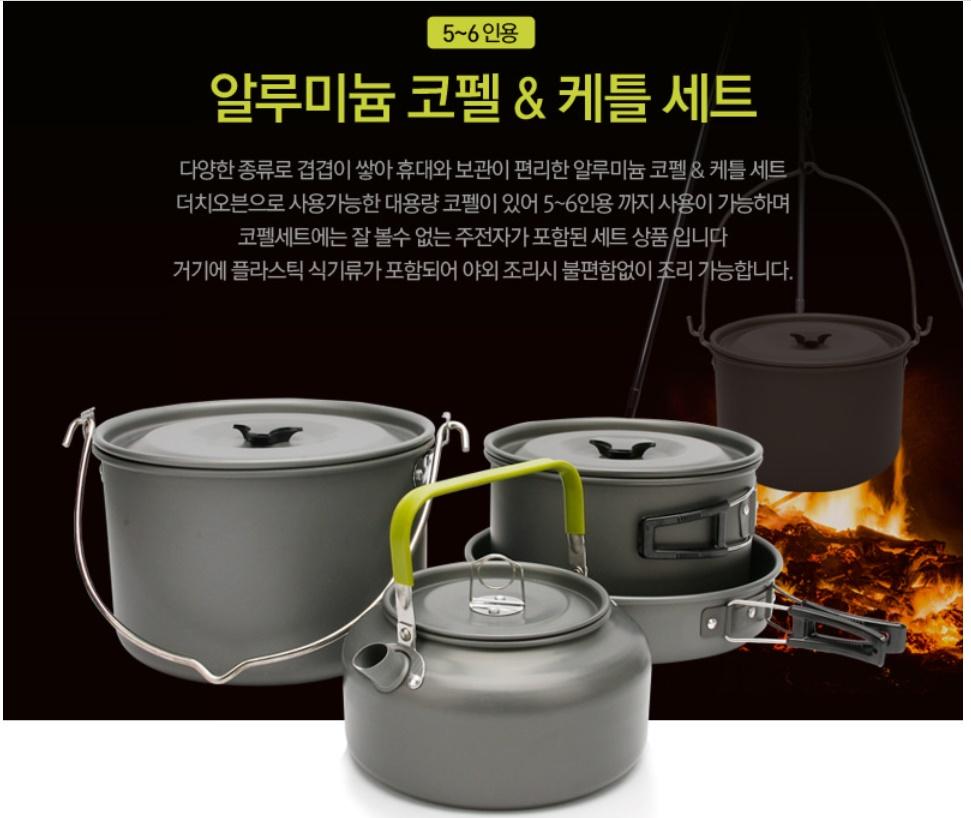 5~6 인용
알루미늄 코펠 & 케틀 세트
다양한 종류로 겹겹이 쌓아 휴대와 보관이 편리한 알루미늄 코펠 & 케틀 세트
더치오븐으로 사용가능한 대용량 코펠이 있어 5~6인용 까지 사용이 가능하며
코펠세트에는 잘 볼수 없는 주전자가 포함된 세트 상품 입니다
거기에 플라스틱 식기류가 포함되어 야외 조리시 불편함없이 조리 가능합니다.